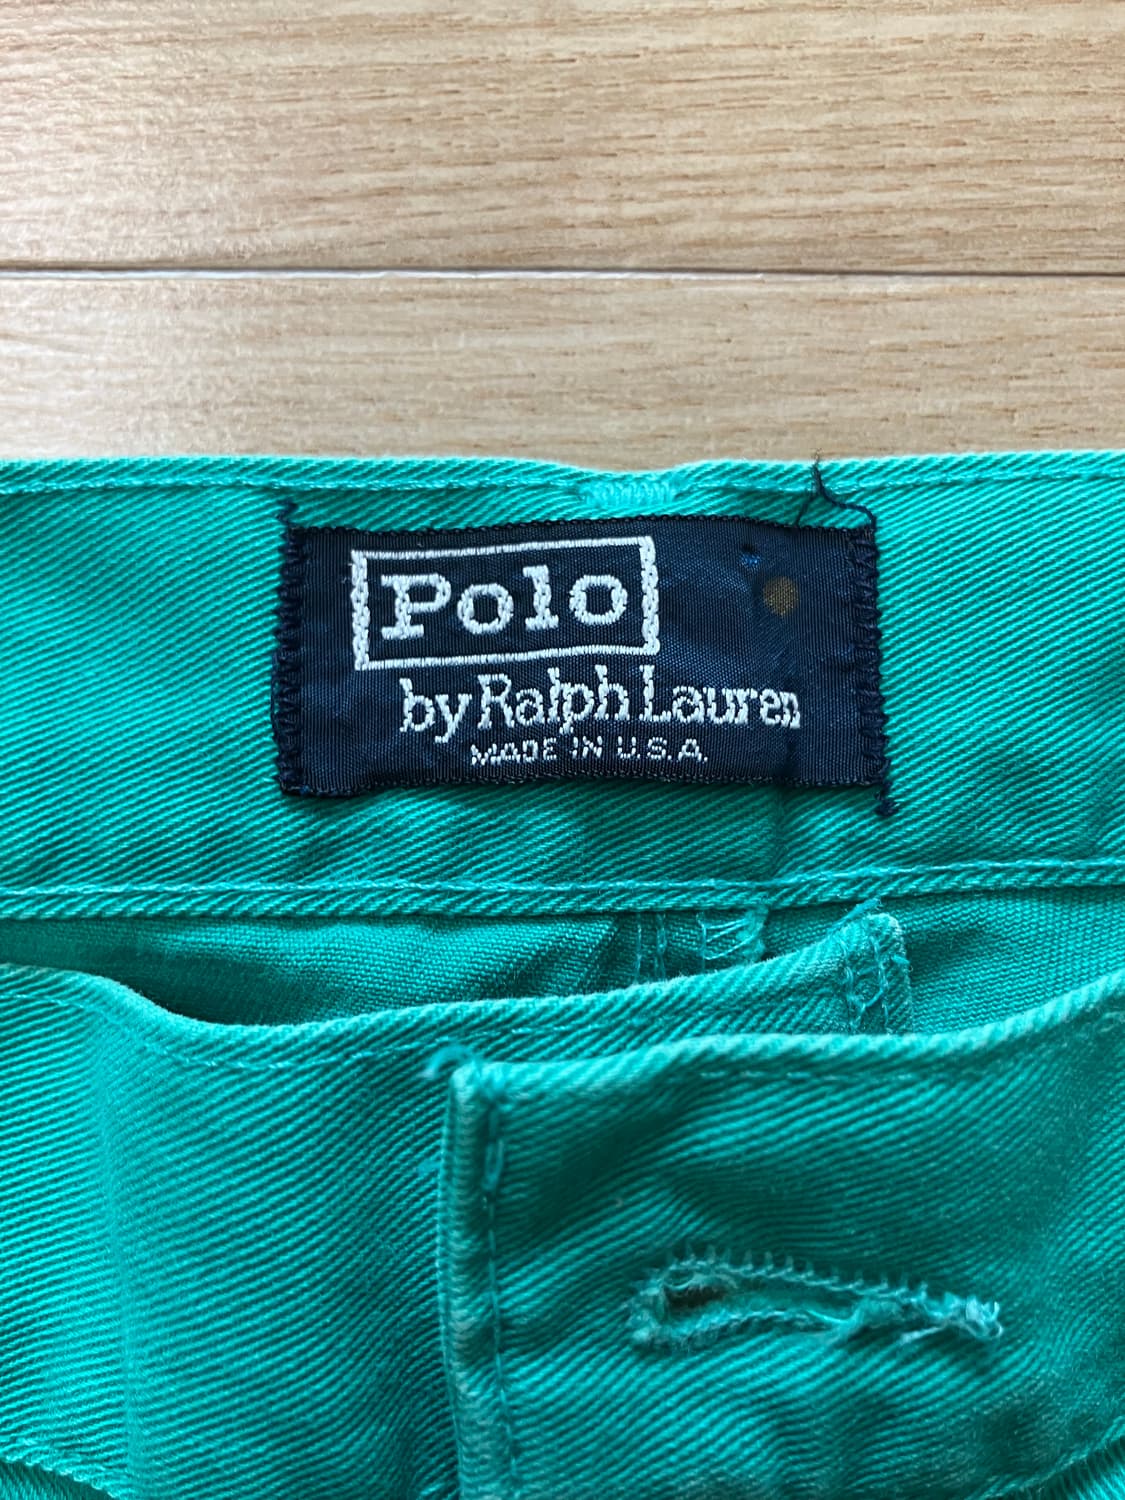 Polo
by Ralph Lauren
MADE IN U.S.A.